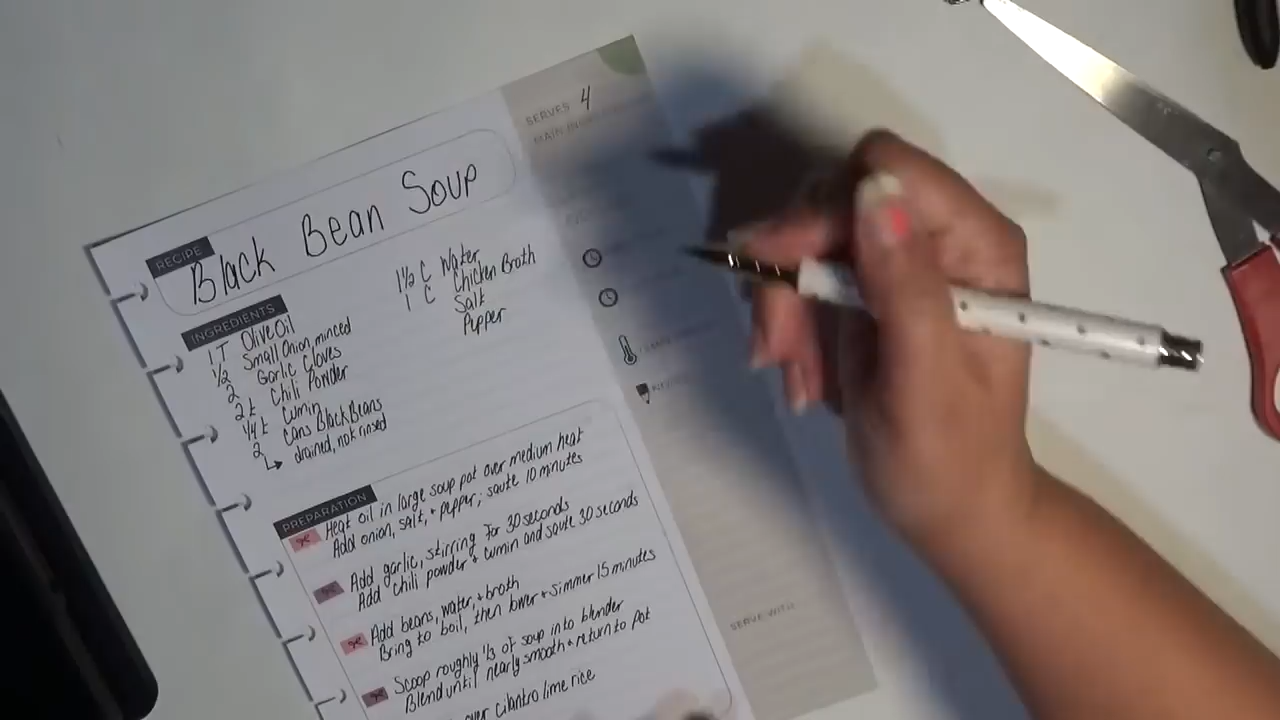 RECIPE
Black Bean Soup
INGREDIENTS
1 T Olive Oil
1/2 Small Onion, minced
2 Garlic Cloves
2 t Chili Powder
1/4 t Cumin
2 Cans Black Beans
↳ drained, not rinsed
1 1/2 C Water
1 C Chicken Broth
Salt
Pepper
PREPARATION
Heat oil in large soup pot over medium heat
Add onion, salt, + pepper; saute 10 minutes
Add garlic, stirring for 30 seconds
Add chili powder + cumin and saute 30 seconds
Add beans, water, + broth
Bring to boil, then lower + simmer 15 minutes
Scoop roughly 1/3 of soup into blender
Blend until nearly smooth + return to pot
over cilantro lime rice
SERVES 4
MAIN
SERVE WITH